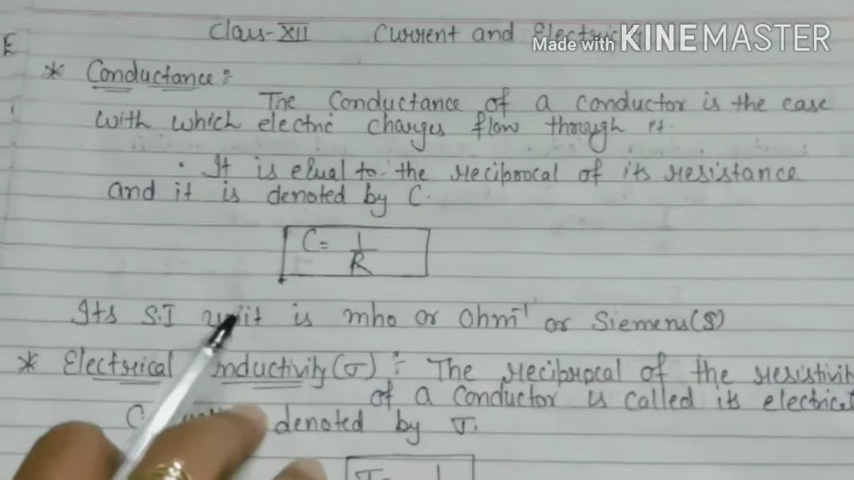 Class-XII Current and
Made with KINEMASTER
* Conductance:
The Conductance of a conductor is the ease
with which electric charges flow through it.
. It is equal to the reciprocal of its resistance
and it is denoted by C.
C = 1/R
Its S.I unit is mho or Ohm⁻¹ or Siemens(S)
* Electrical (σ): The reciprocal of the resistivity
of a conductor is called its electrical
denoted by σ.